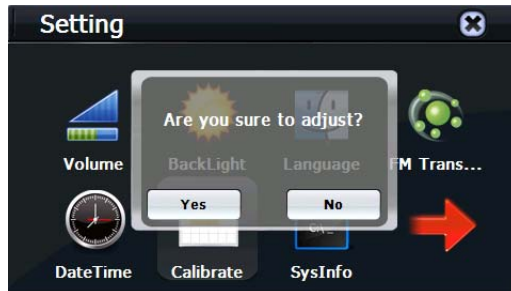 Setting
Are you sure to adjust?
Volume
BackLight
Language
FM Trans...
Yes
No
DateTime
Calibrate
SysInfo